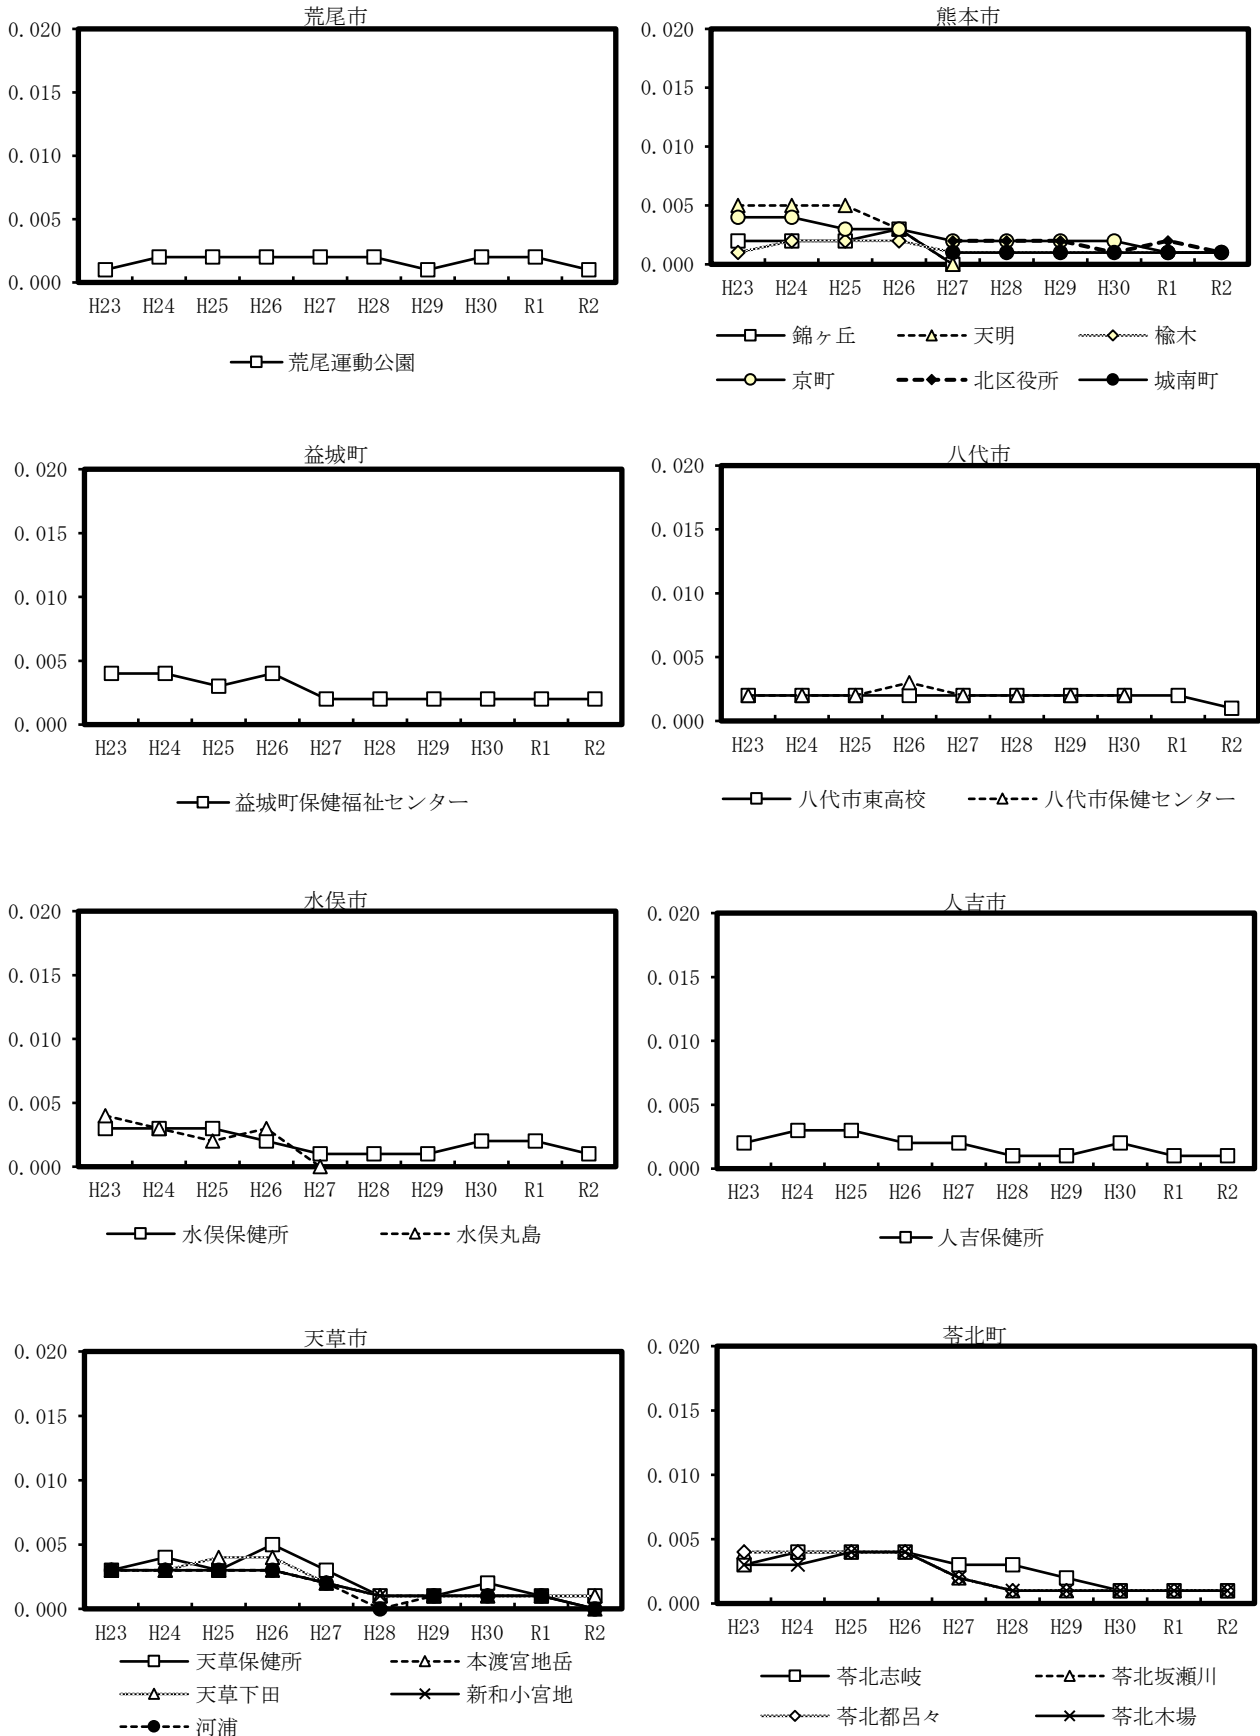 荒尾市
0.020
0.015
0.010
0.005
0.000
H23 H24 H25 H26 H27 H28 H29 H30 R1 R2
荒尾運動公園
熊本市
0.020
0.015
0.010
0.005
0.000
H23 H24 H25 H26 H27 H28 H29 H30 R1 R2
錦ヶ丘 天明 楡木
京町 北区役所 城南町
益城町
0.020
0.015
0.010
0.005
0.000
H23 H24 H25 H26 H27 H28 H29 H30 R1 R2
益城町保健福祉センター
八代市
0.020
0.015
0.010
0.005
0.000
H23 H24 H25 H26 H27 H28 H29 H30 R1 R2
八代市東高校 八代市保健センター
水俣市
0.020
0.015
0.010
0.005
0.000
H23 H24 H25 H26 H27 H28 H29 H30 R1 R2
水俣保健所 水俣丸島
人吉市
0.020
0.015
0.010
0.005
0.000
H23 H24 H25 H26 H27 H28 H29 H30 R1 R2
人吉保健所
天草市
0.020
0.015
0.010
0.005
0.000
H23 H24 H25 H26 H27 H28 H29 H30 R1 R2
天草保健所 本渡宮地岳
天草下田 新和小宮地
河浦
苓北町
0.020
0.015
0.010
0.005
0.000
H23 H24 H25 H26 H27 H28 H29 H30 R1 R2
苓北志岐 苓北坂瀬川
苓北都呂々 苓北木場